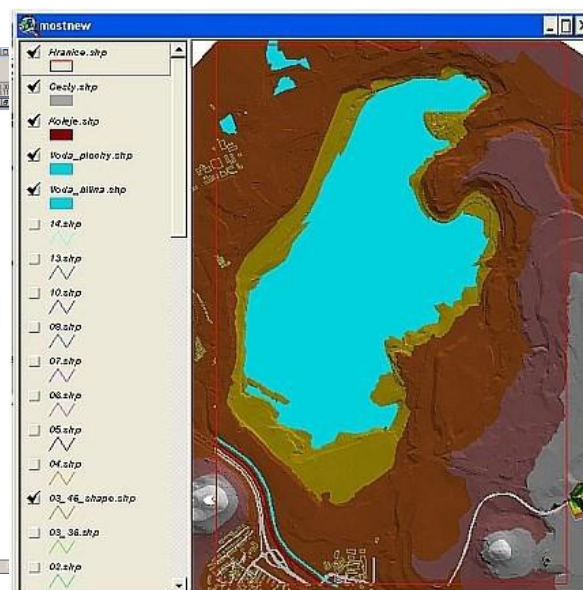 mostnew
Hranice.shp
Cesty.shp
Koleje.shp
Voda_plochy.shp
Voda_bilina.shp
14.shp
13.shp
10.shp
08.shp
07.shp
06.shp
05.shp
04.shp
03_46_shape.shp
03_36.shp
02.shp